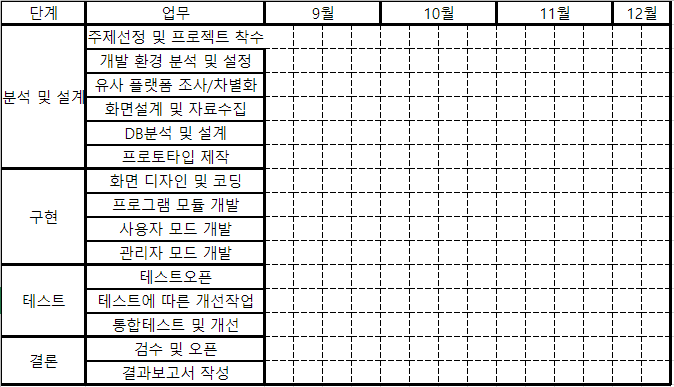 단계 업무 9월 10월 11월 12월
분석 및 설계
주제선정 및 프로젝트 착수
개발 환경 분석 및 설정
유사 플랫폼 조사/차별화
화면설계 및 자료수집
DB분석 및 설계
프로토타입 제작
구현
화면 디자인 및 코딩
프로그램 모듈 개발
사용자 모드 개발
관리자 모드 개발
테스트
테스트오픈
테스트에 따른 개선작업
통합테스트 및 개선
결론
검수 및 오픈
결과보고서 작성